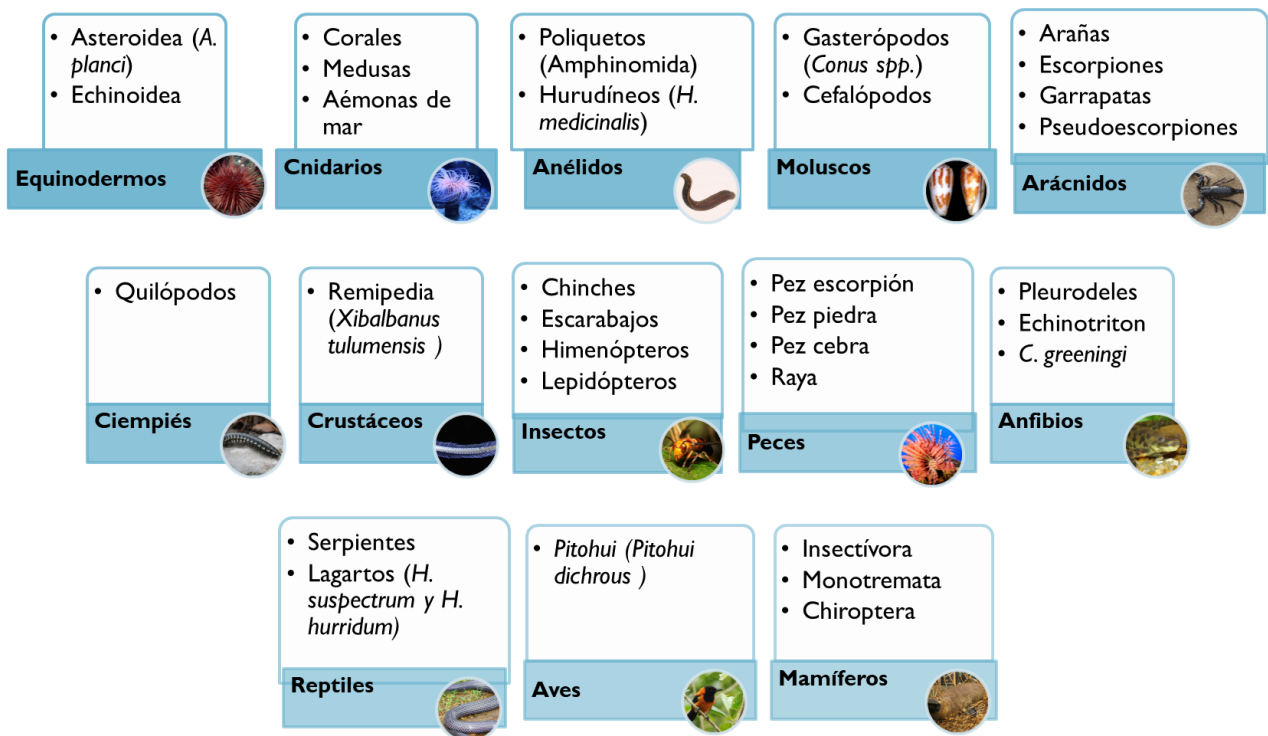 • Asteroidea (A.
planci)
• Echinoidea
Equinodermos
• Corales
• Medusas
• Aémonas de
mar
Cnidarios
• Poliquetos
(Amphinomida)
• Hurudíneos (H.
medicinalis)
Anélidos
• Gasterópodos
(Conus spp.)
• Cefalópodos
Moluscos
• Arañas
• Escorpiones
• Garrapatas
• Pseudoescorpiones
Arácnidos
• Quilópodos
Ciempiés
• Remipedia
(Xibalbanus
tulumensis )
Crustáceos
• Chinches
• Escarabajos
• Himenópteros
• Lepidópteros
Insectos
• Pez escorpión
• Pez piedra
• Pez cebra
• Raya
Peces
• Pleurodeles
• Echinotriton
• C. greeningi
Anfibios
• Serpientes
• Lagartos (H.
suspectrum y H.
hurridum)
Reptiles
• Pitohui (Pitohui
dichrous )
Aves
• Insectívora
• Monotremata
• Chiroptera
Mamíferos